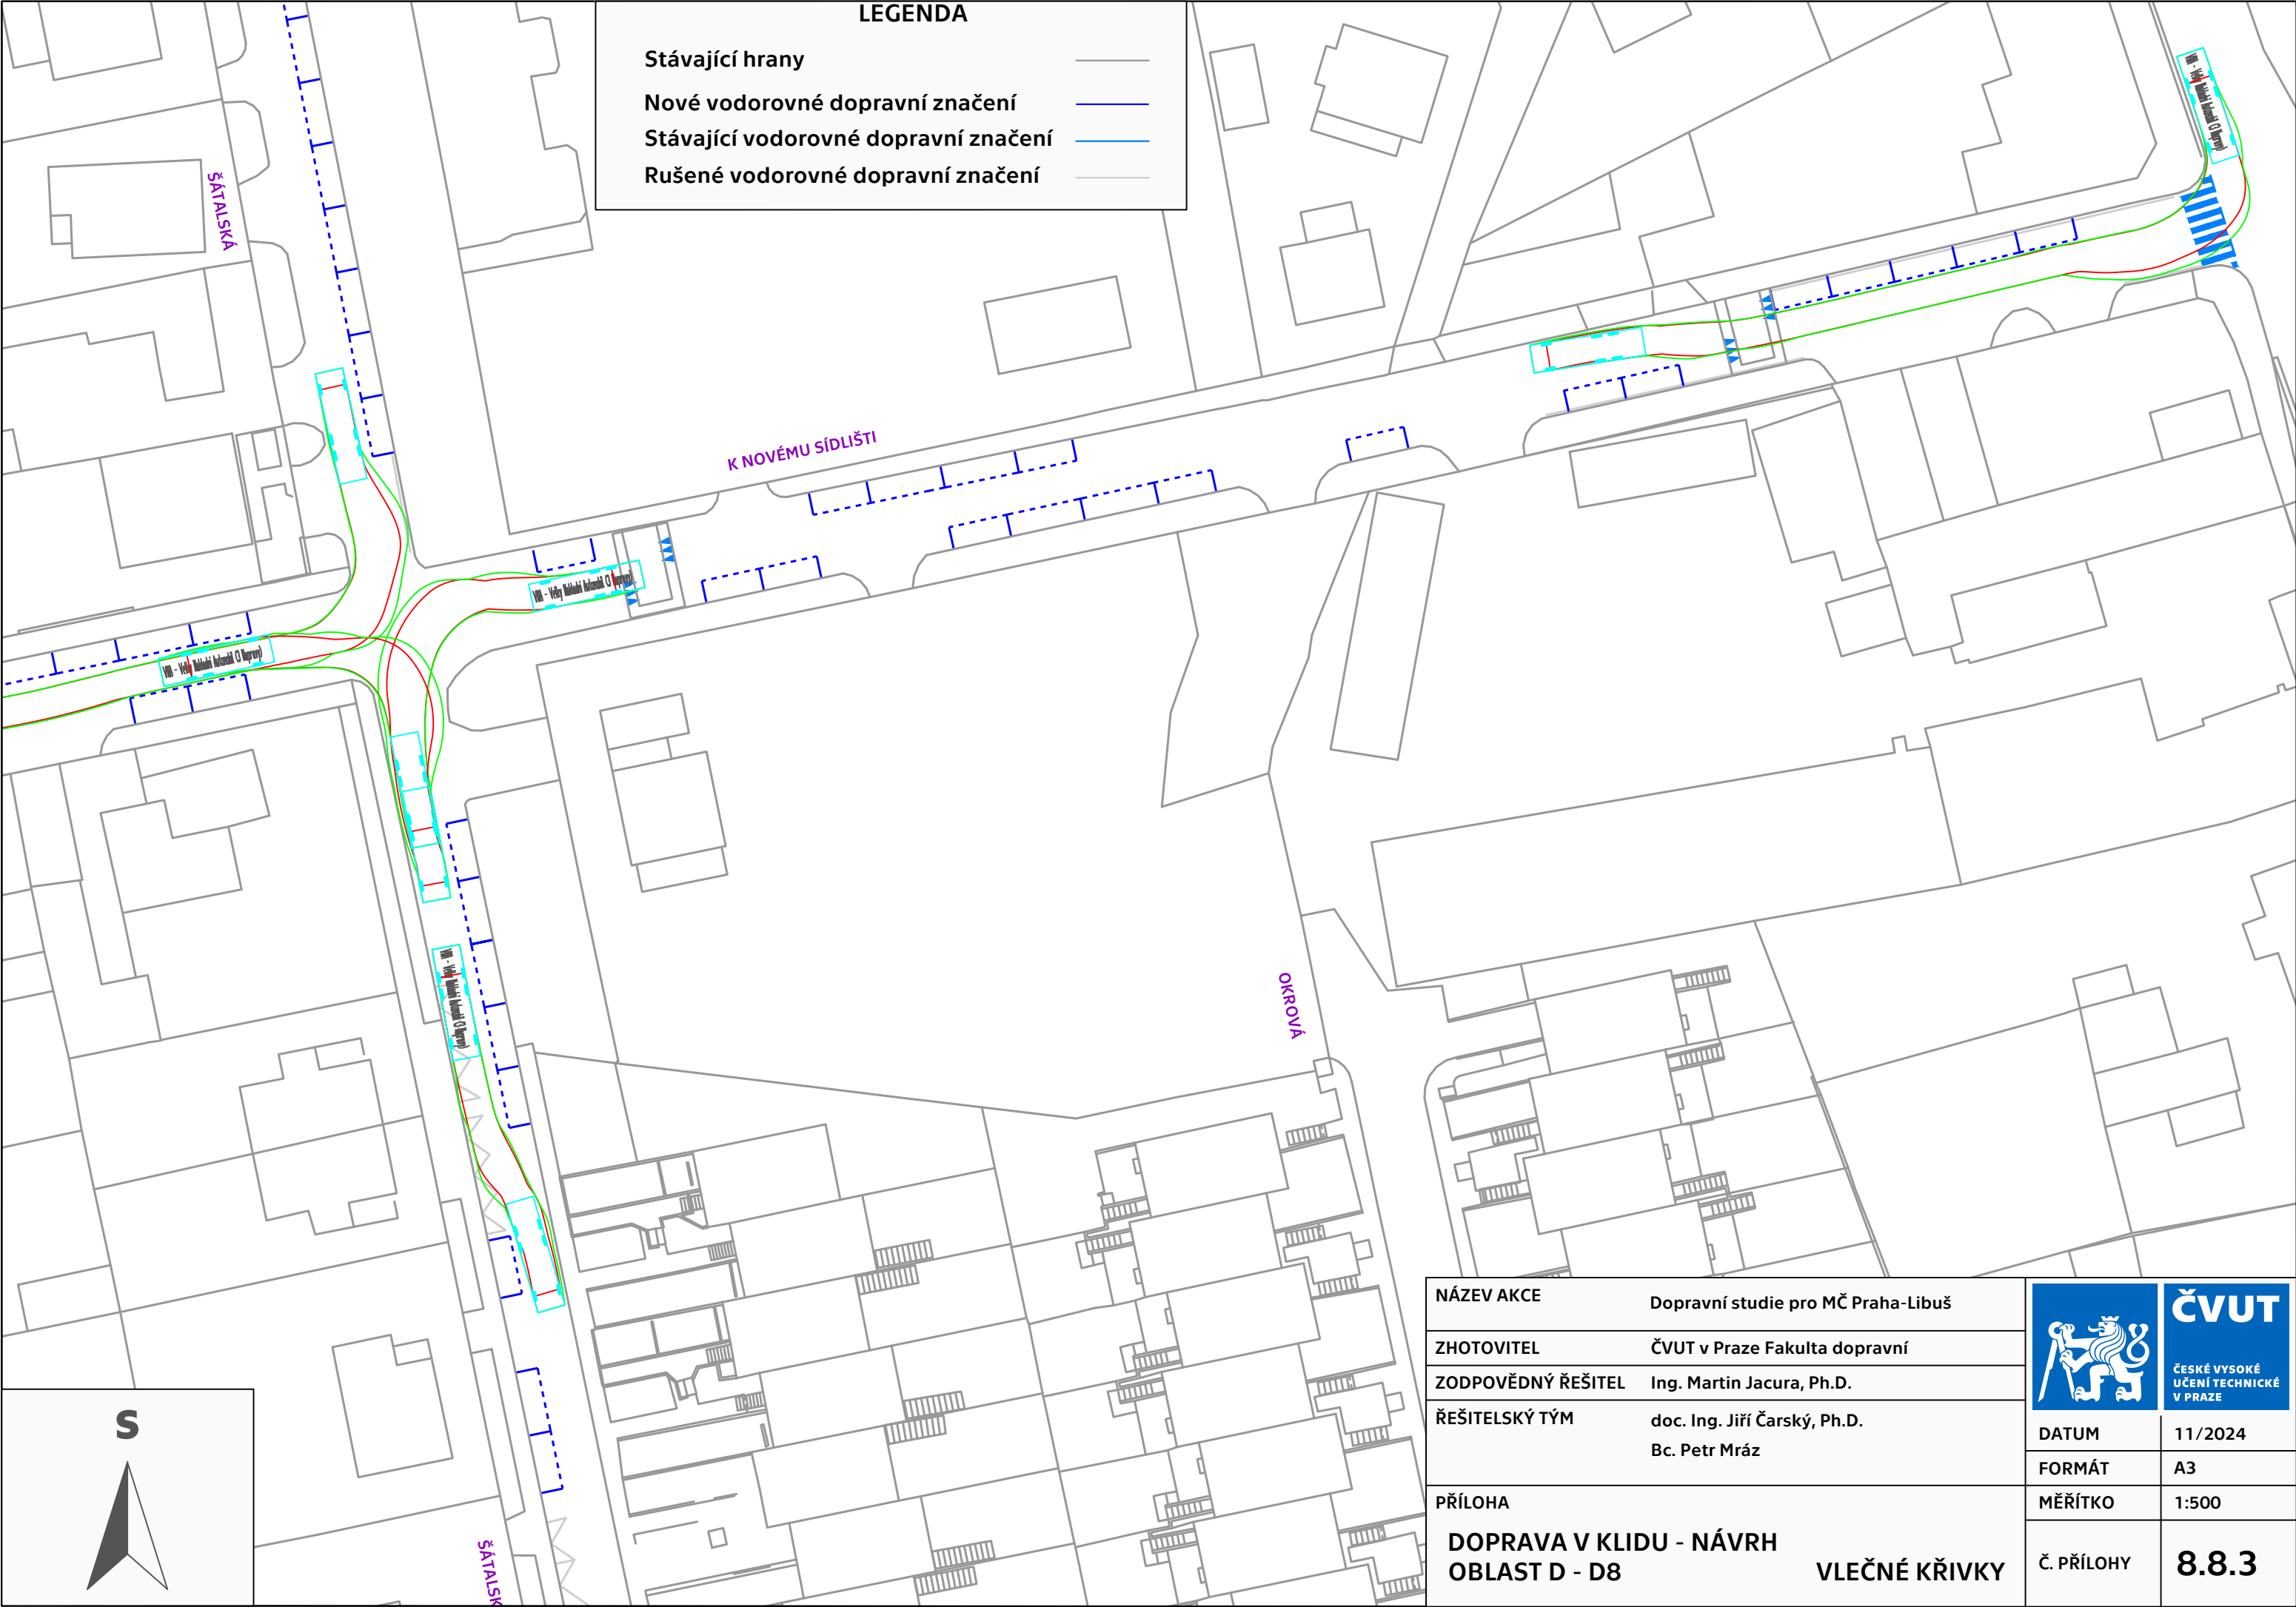 LEGENDA
Stávající hrany
Nové vodorovné dopravní značení
Stávající vodorovné dopravní značení
Rušené vodorovné dopravní značení
ŠÁTALSKÁ
K NOVÉMU SÍDLIŠTI
OKROVÁ
S
NÁZEV AKCE Dopravní studie pro MČ Praha-Libuš
ZHOTOVITEL ČVUT v Praze Fakulta dopravní
ZODPOVĚDNÝ ŘEŠITEL Ing. Martin Jacura, Ph.D.
ŘEŠITELSKÝ TÝM doc. Ing. Jiří Čarský, Ph.D.
Bc. Petr Mráz
PŘÍLOHA
DOPRAVA V KLIDU - NÁVRH
OBLAST D - D8 VLEČNÉ KŘIVKY
ČVUT
ČESKÉ VYSOKÉ
UČENÍ TECHNICKÉ
V PRAZE
DATUM 11/2024
FORMÁT A3
MĚŘÍTKO 1:500
Č. PŘÍLOHY 8.8.3